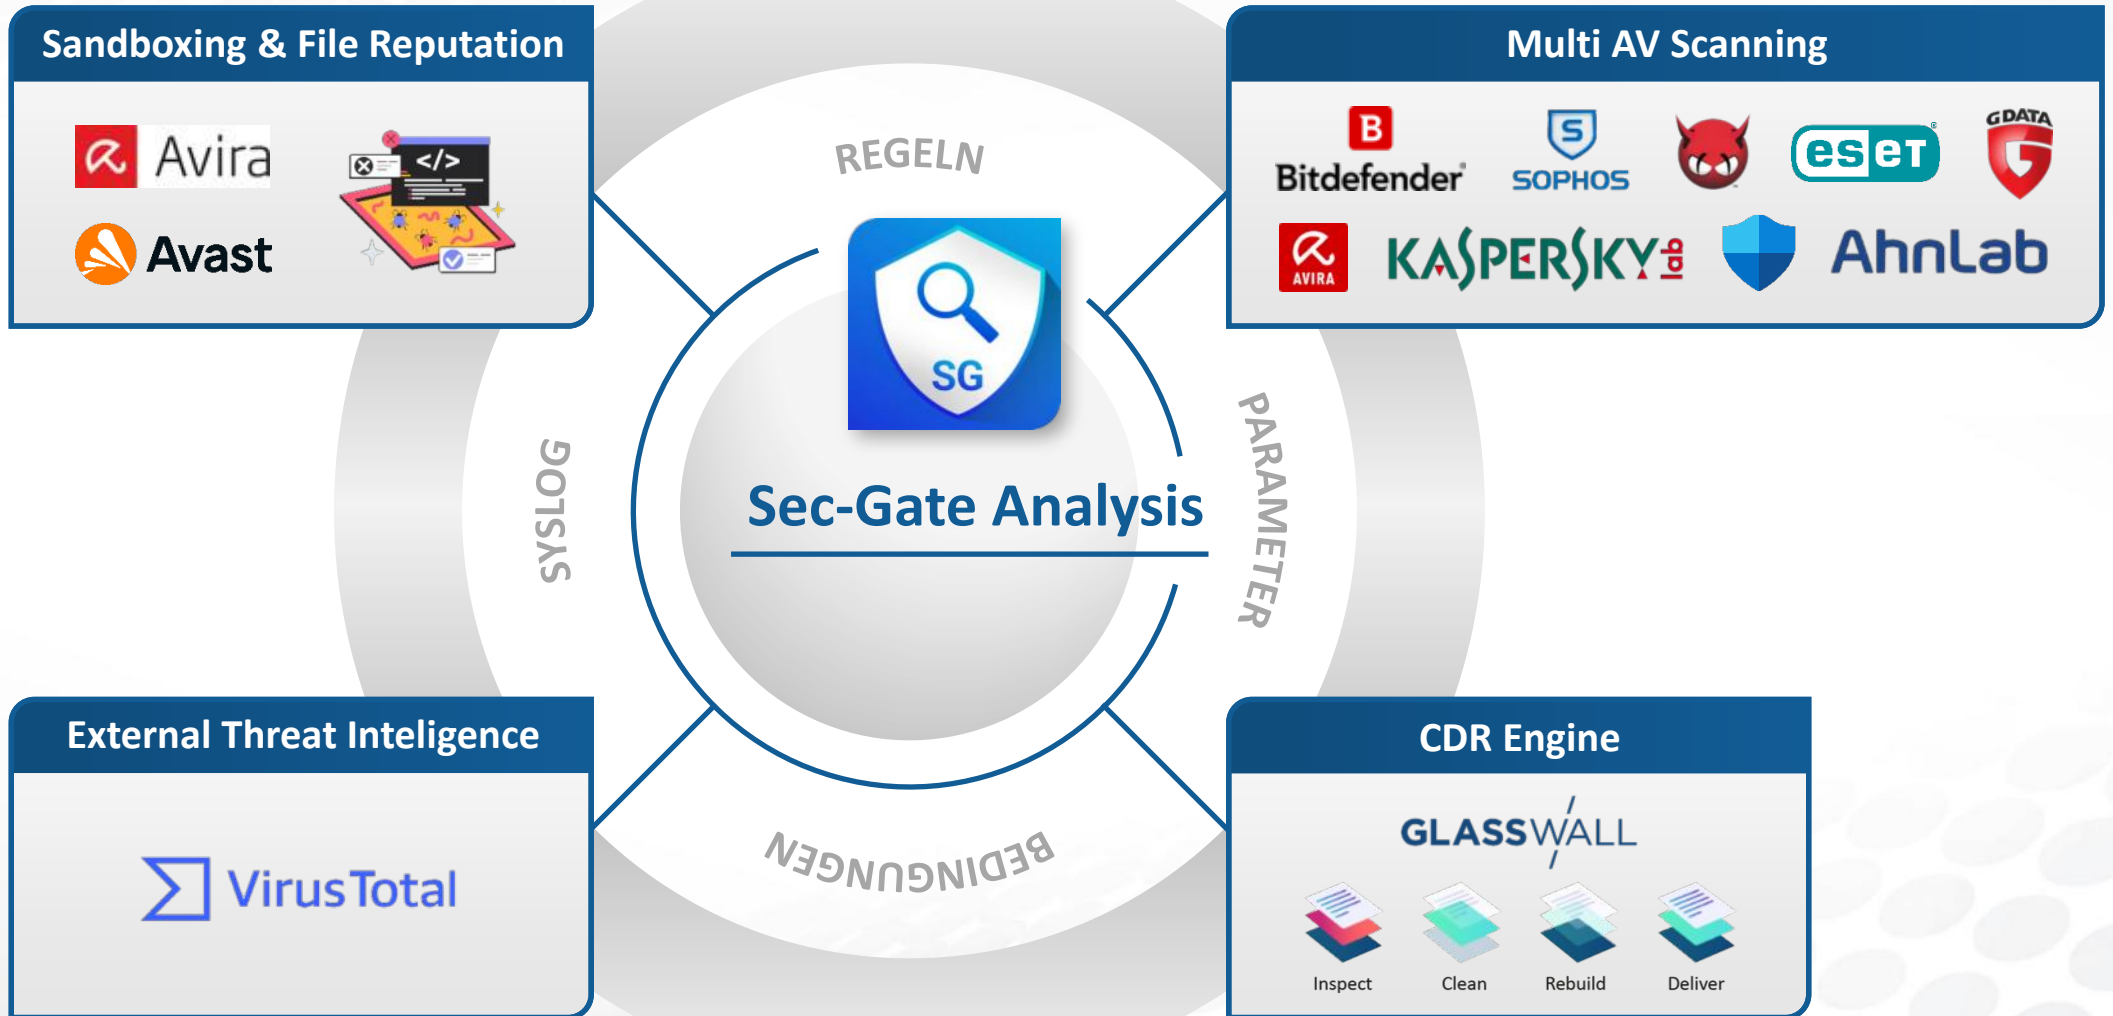 Sandboxing & File Reputation
Avira
</>
Avast
Multi AV Scanning
B
Bitdefender
S
SOPHOS
eseT
GDATA
AVIRA
KASPERSKY lab
AhnLab
REGELN
PARAMETER
BEDINGUNGEN
SYSLOG
SG
Sec-Gate Analysis
External Threat Inteligence
VirusTotal
CDR Engine
GLASSWALL
Inspect Clean Rebuild Deliver